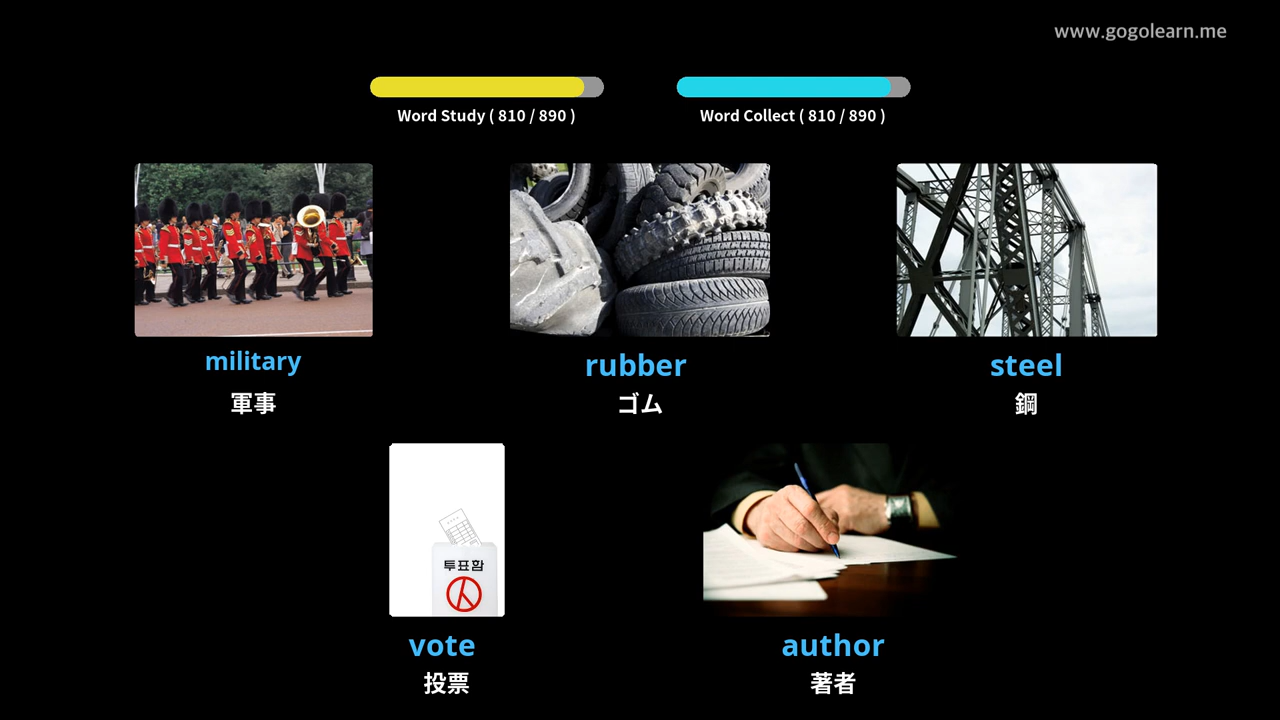 www.gogolearn.me
Word Study ( 810 / 890 )
Word Collect ( 810 / 890 )
military
軍事
rubber
ゴム
steel
鋼
투표함
vote
投票
author
著者